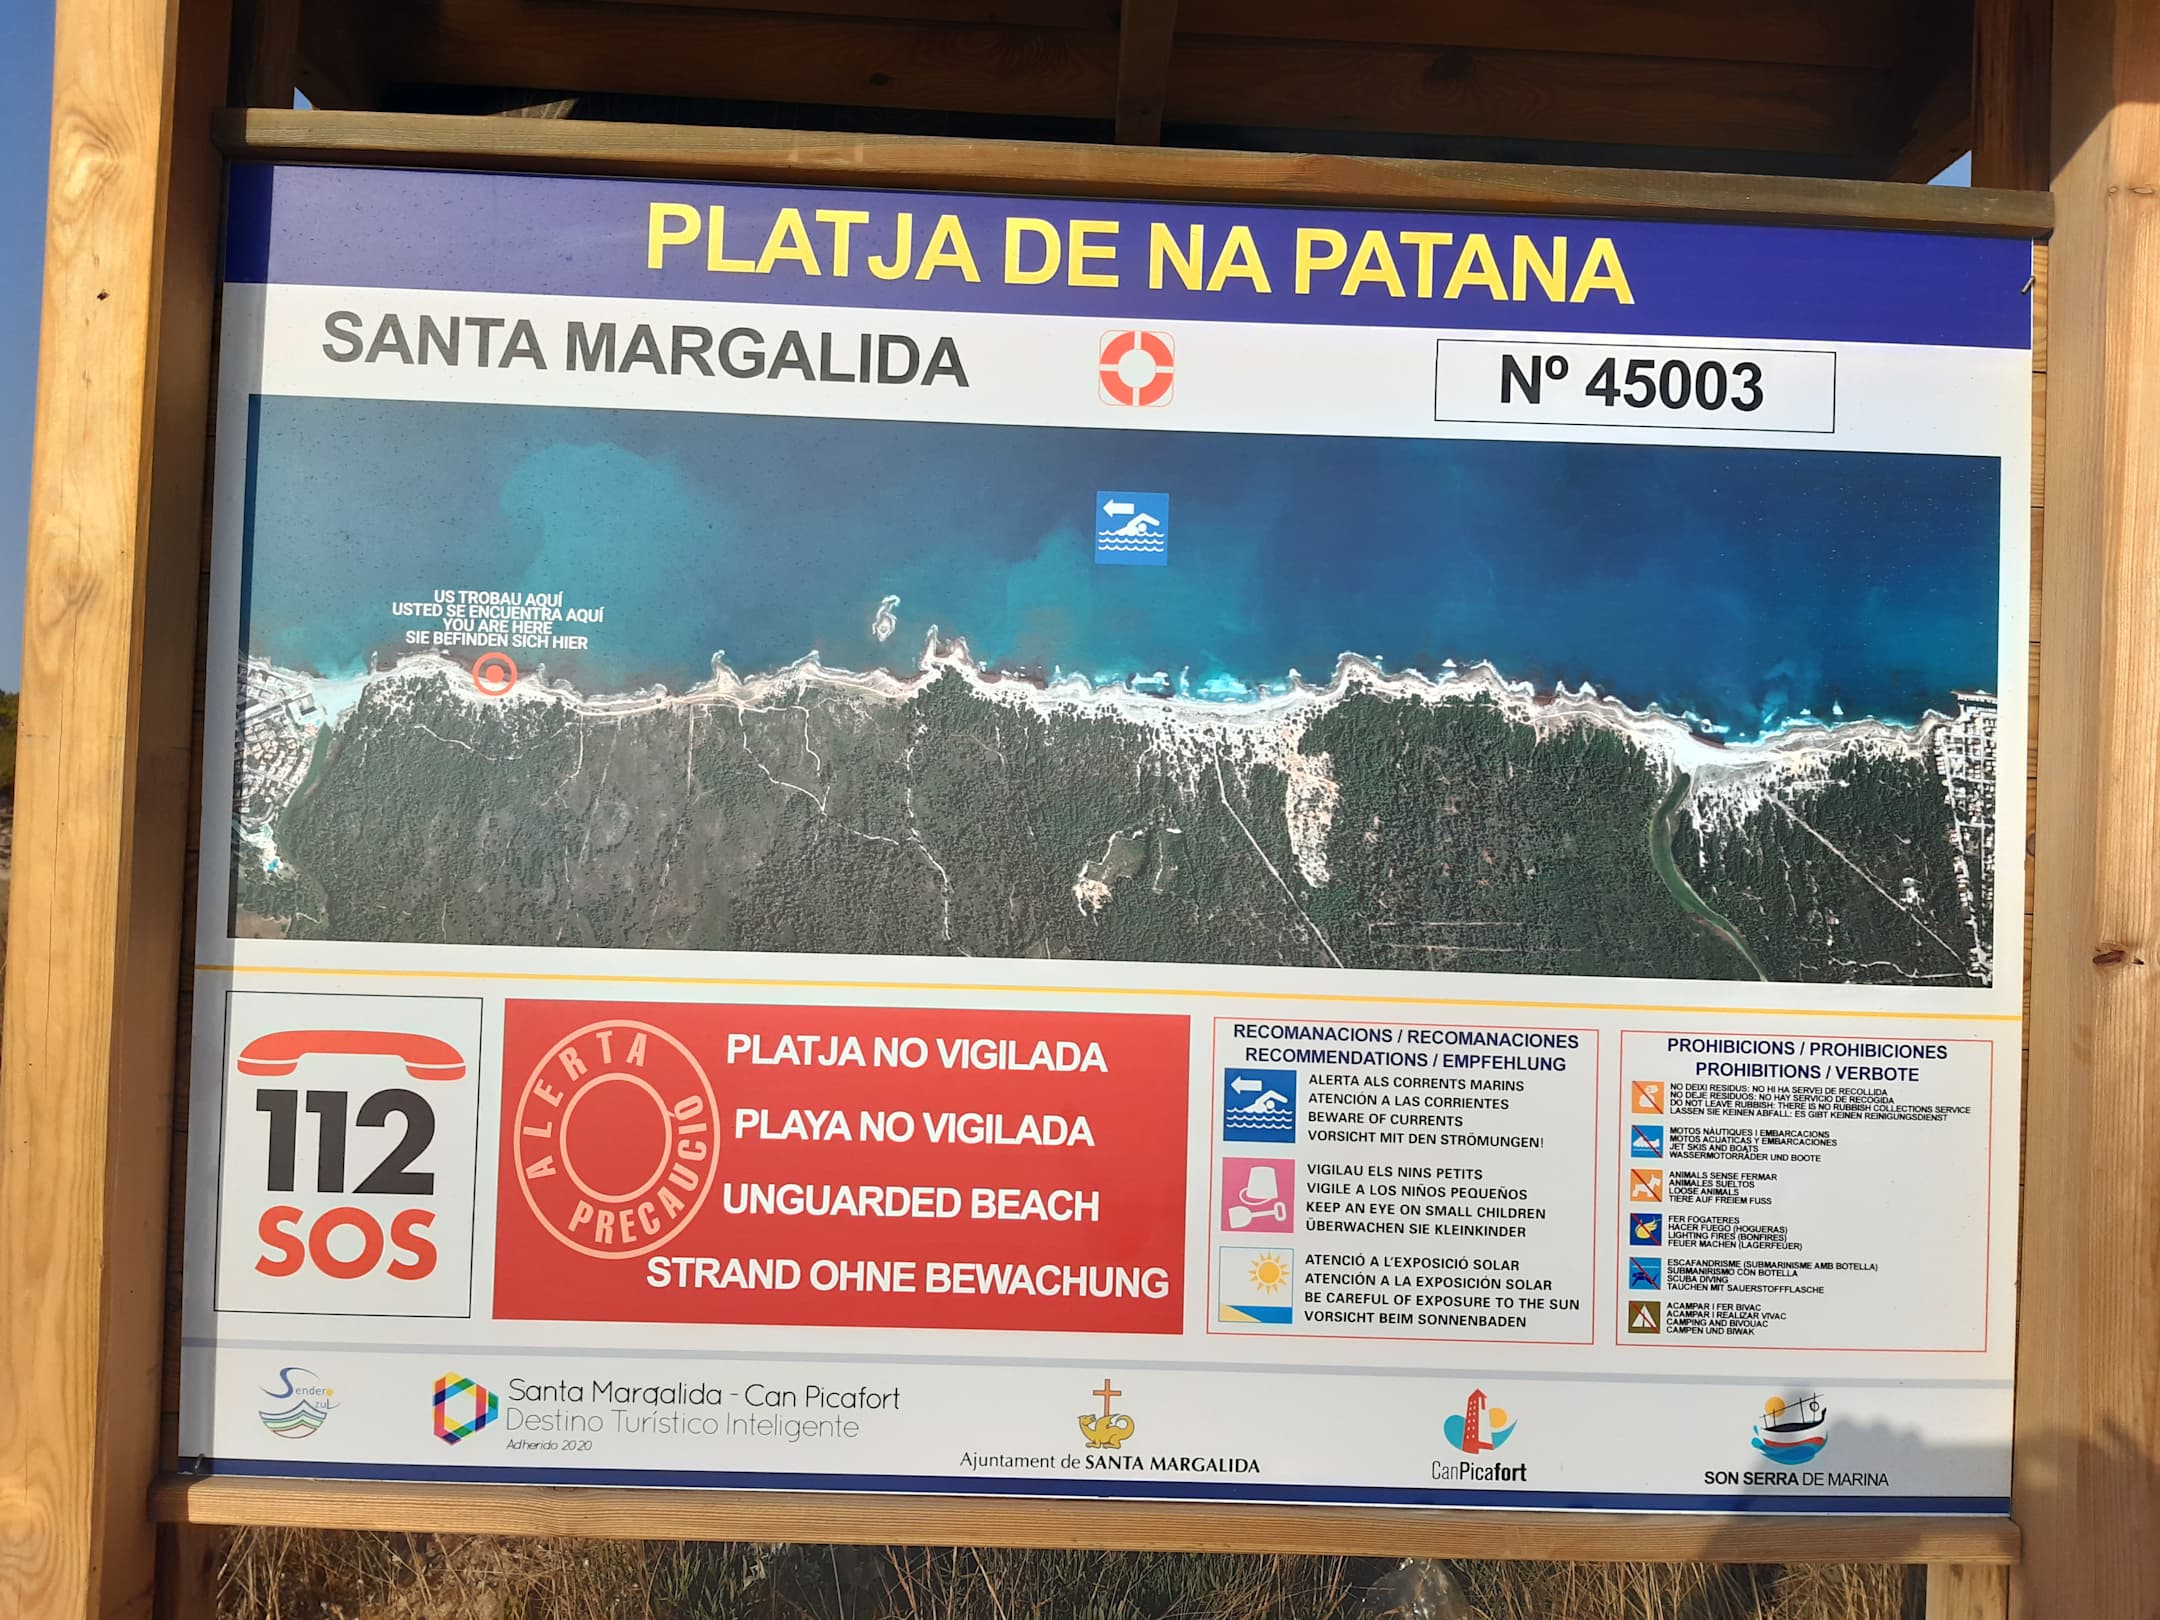 PLATJA DE NA PATANA
SANTA MARGALIDA
Nº 45003
US TROBAU AQUÍ
USTED SE ENCUENTRA AQUÍ
YOU ARE HERE
SIE BEFINDEN SICH HIER
112
SOS
ALERTA
PRECAUCIÓ
PLATJA NO VIGILADA
PLAYA NO VIGILADA
UNGUARDED BEACH
STRAND OHNE BEWACHUNG
RECOMANACIONS / RECOMANACIONES
RECOMMENDATIONS / EMPFEHLUNG
ALERTA ALS CORRENTS MARINS
ATENCIÓN A LAS CORRIENTES
BEWARE OF CURRENTS
VORSICHT MIT DEN STRÖMUNGEN!
VIGILAU ELS NINS PETITS
VIGILE A LOS NIÑOS PEQUEÑOS
KEEP AN EYE ON SMALL CHILDREN
ÜBERWACHEN SIE KLEINKINDER
ATENCIÓ A L'EXPOSICIÓ SOLAR
ATENCIÓN A LA EXPOSICIÓN SOLAR
BE CAREFUL OF EXPOSURE TO THE SUN
VORSICHT BEIM SONNENBADEN
PROHIBICIONS / PROHIBICIONES
PROHIBITIONS / VERBOTE
NO DEIXI RESIDUS: NO HI HA SERVEI DE RECOLLIDA
NO DEJE RESIDUOS: NO HAY SERVICIO DE RECOGIDA
DO NOT LEAVE RUBBISH: THERE IS NO RUBBISH COLLECTIONS SERVICE
LASSEN SIE KEINEN ABFALL: ES GIBT KEINEN REINIGUNGSDIENST
MOTOS NÀUTIQUES I EMBARCACIONS
MOTOS ACUATICAS Y EMBARCACIONES
JET SKIS AND BOATS
WASSERMOTORRÄDER UND BOOTE
ANIMALS SENSE FERMAR
ANIMALES SUELTOS
LOOSE ANIMALS
TIERE AUF FREIEM FUSS
FER FOGATERES
HACER FUEGO (HOGUERAS)
LIGHTING FIRES (BONFIRES)
FEUER MACHEN (LAGERFEUER)
ESCAFANDRISME (SUBMARINISME AMB BOTELLA)
SUBMANIRISMO CON BOTELLA
SCUBA DIVING
TAUCHEN MIT SAUERSTOFFFLASCHE
ACAMPAR I FER BIVAC
ACAMPAR I REALIZAR VIVAC
CAMPING AND BIVOUAC
CAMPEN UND BIWAK
Sendero
Azul
Santa Margalida - Can Picafort
Destino Turístico Inteligente
Adherido 2020
Ajuntament de SANTA MARGALIDA
CanPicafort
SON SERRA DE MARINA